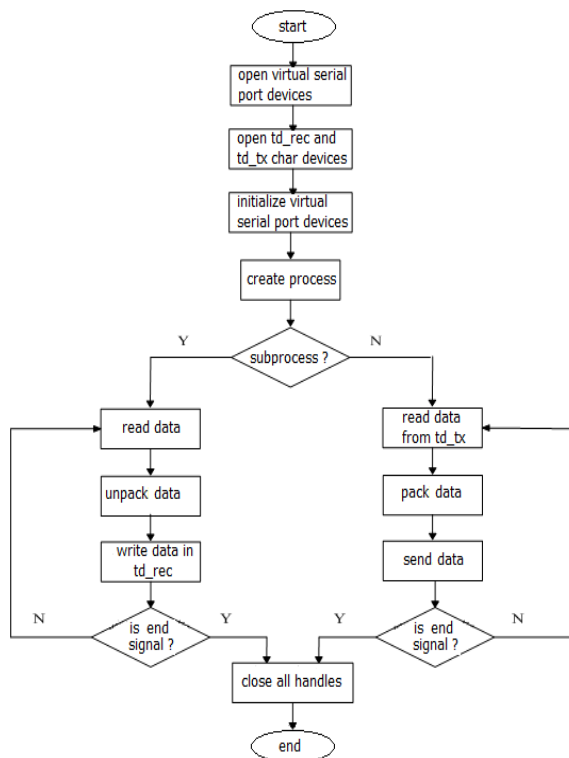 start
open virtual serial
port devices
open td_rec and
td_tx char devices
initialize virtual
serial port devices
create process
Y
subprocess ?
N
read data
read data
from td_tx
unpack data
pack data
write data in
td_rec
send data
N
is end
signal ?
Y
Y
is end
signal ?
N
close all handles
end